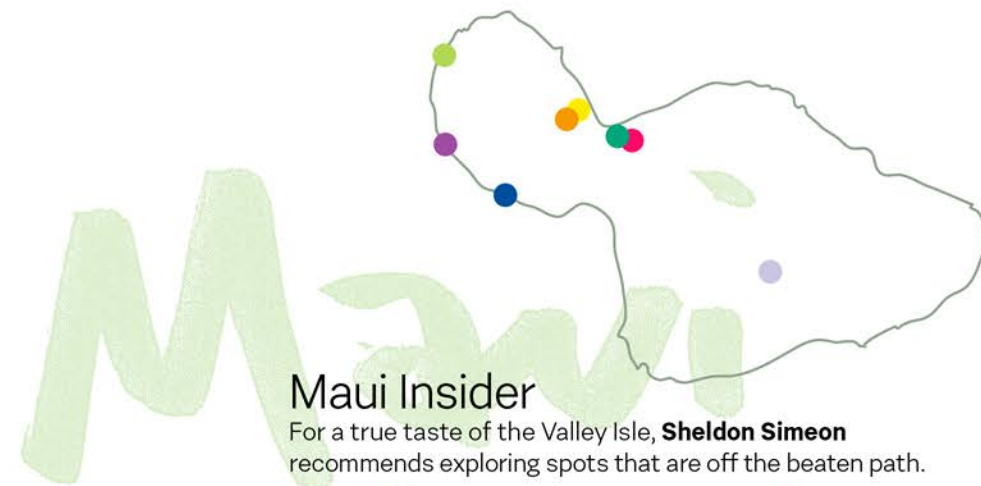 Maui
Maui Insider
For a true taste of the Valley Isle, Sheldon Simeon
recommends exploring spots that are off the beaten path.